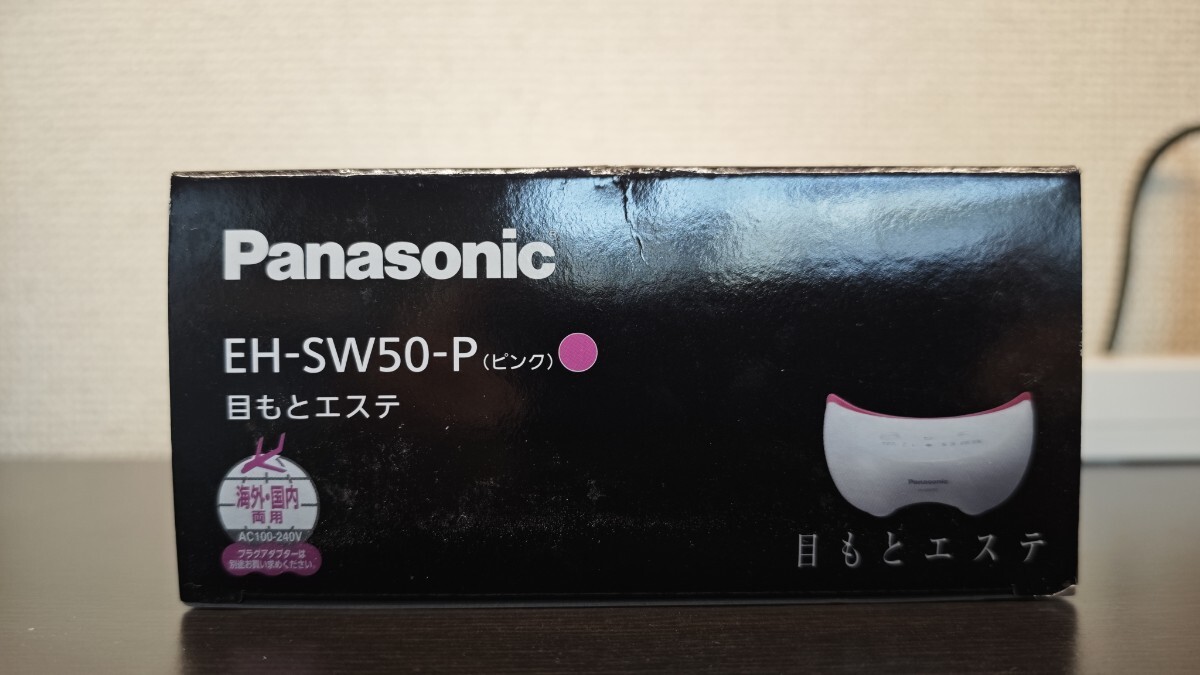 Panasonic
EH-SW50-P(ピンク)
目もとエステ
海外・国内
両用
AC100-240V
プラグアダプターは
別途お買い求めください。
Panasonic
目もとエステ